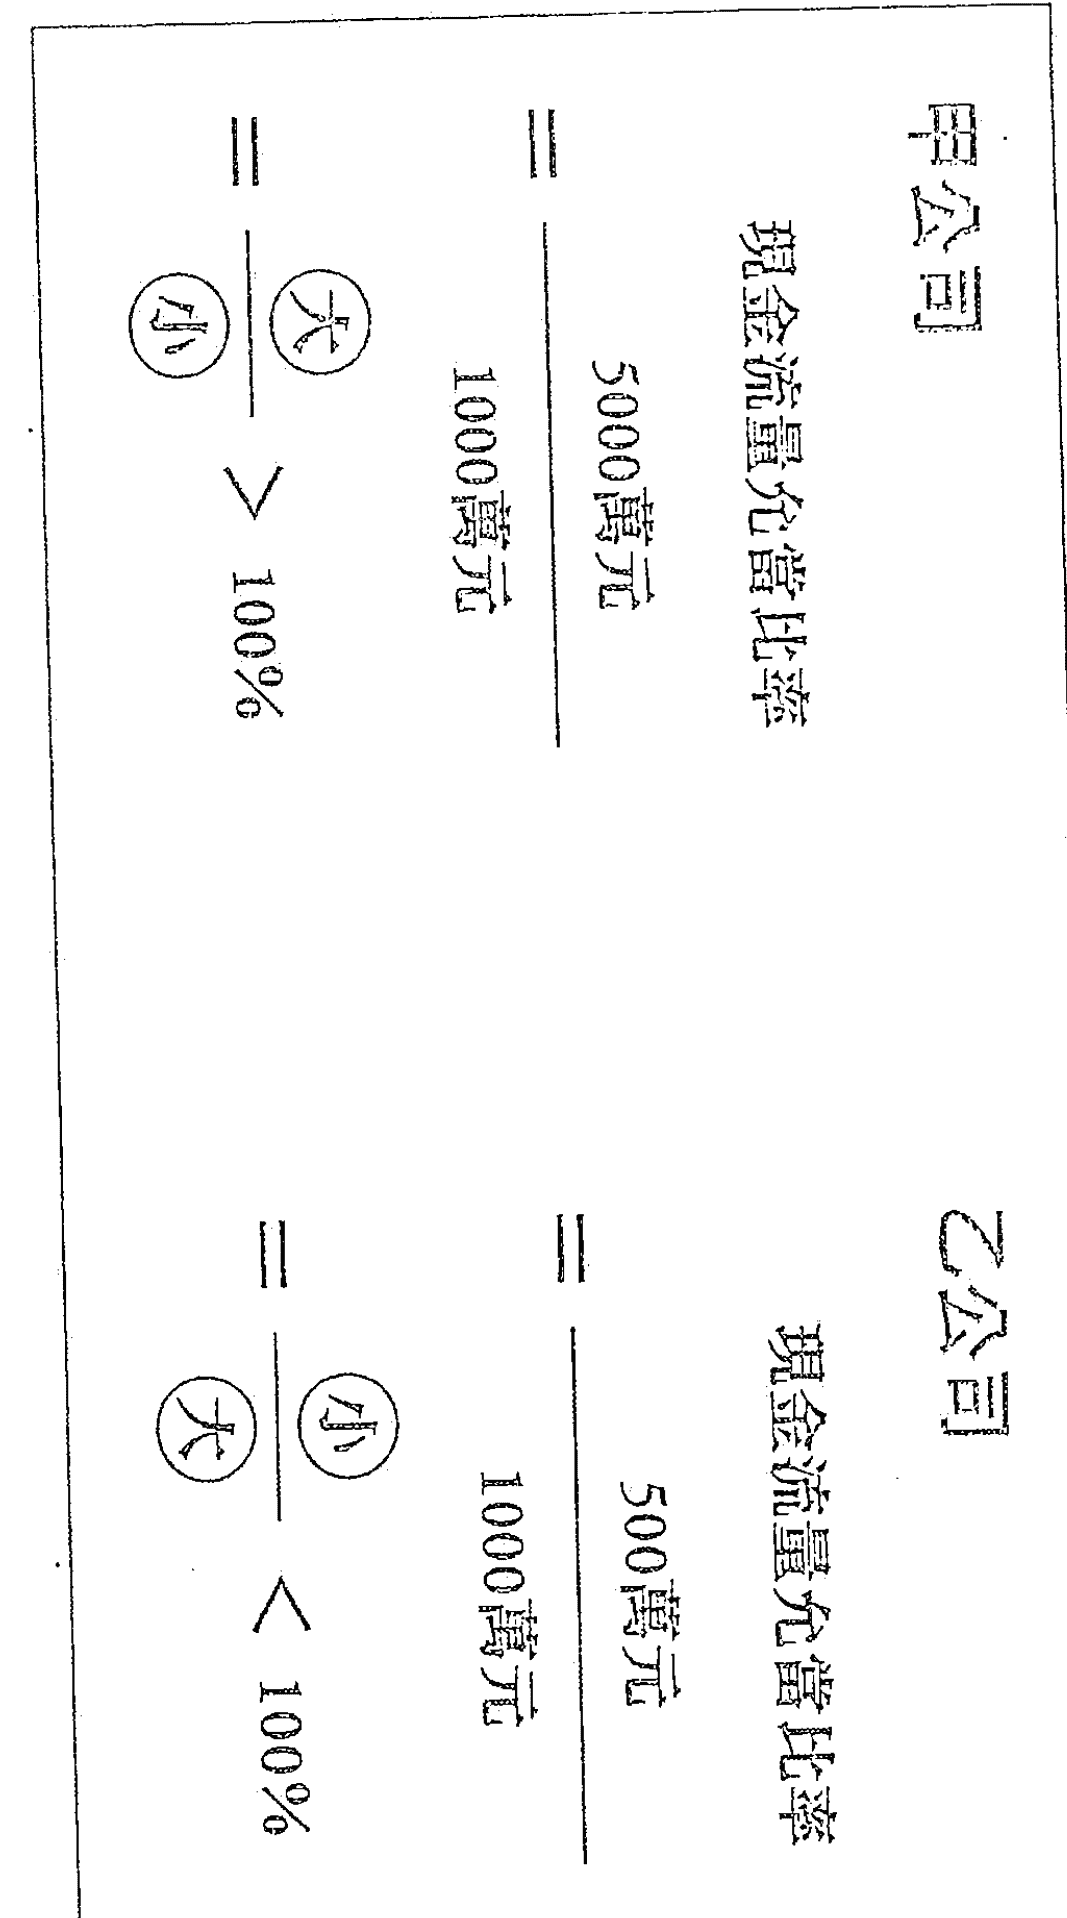 甲公司
現金流量允當比率
= 5000萬元
1000萬元
= 大
小
> 100%
乙公司
現金流量允當比率
= 500萬元
1000萬元
= 小
大
< 100%